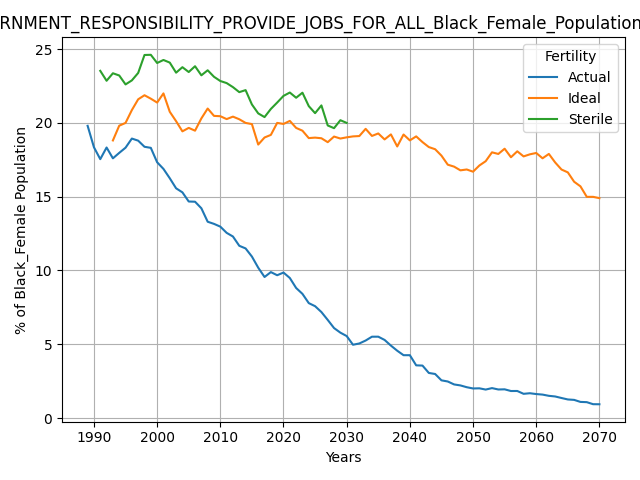 RNMENT_RESPONSIBILITY_PROVIDE_JOBS_FOR_ALL_Black_Female_Population
Fertility
Actual
Ideal
Sterile
% of Black_Female Population
25
20
15
10
5
0
1990 2000 2010 2020 2030 2040 2050 2060 2070
Years